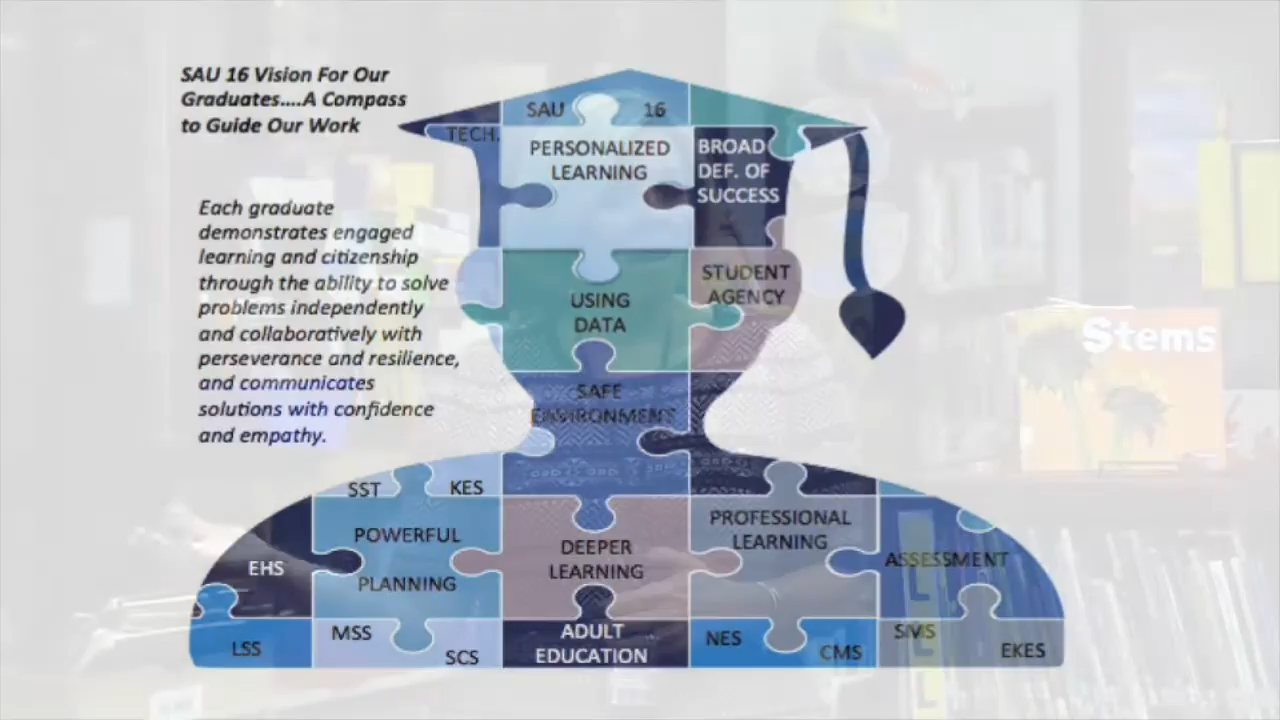 SAU 16 Vision For Our
Graduates....A Compass
to Guide Our Work
Each graduate
demonstrates engaged
learning and citizenship
through the ability to solve
problems independently
and collaboratively with
perseverance and resilience,
and communicates
solutions with confidence
and empathy.
SAU 16
TECH.
PERSONALIZED
LEARNING
BROAD
DEF. OF
SUCCESS
USING
DATA
STUDENT
AGENCY
SAFE
ENVIRONMENT
SST
KES
POWERFUL
PLANNING
EHS
DEEPER
LEARNING
PROFESSIONAL
LEARNING
ASSESSMENT
LSS
MSS
SCS
ADULT
EDUCATION
NES
CMS
SMS
EKES
Stems